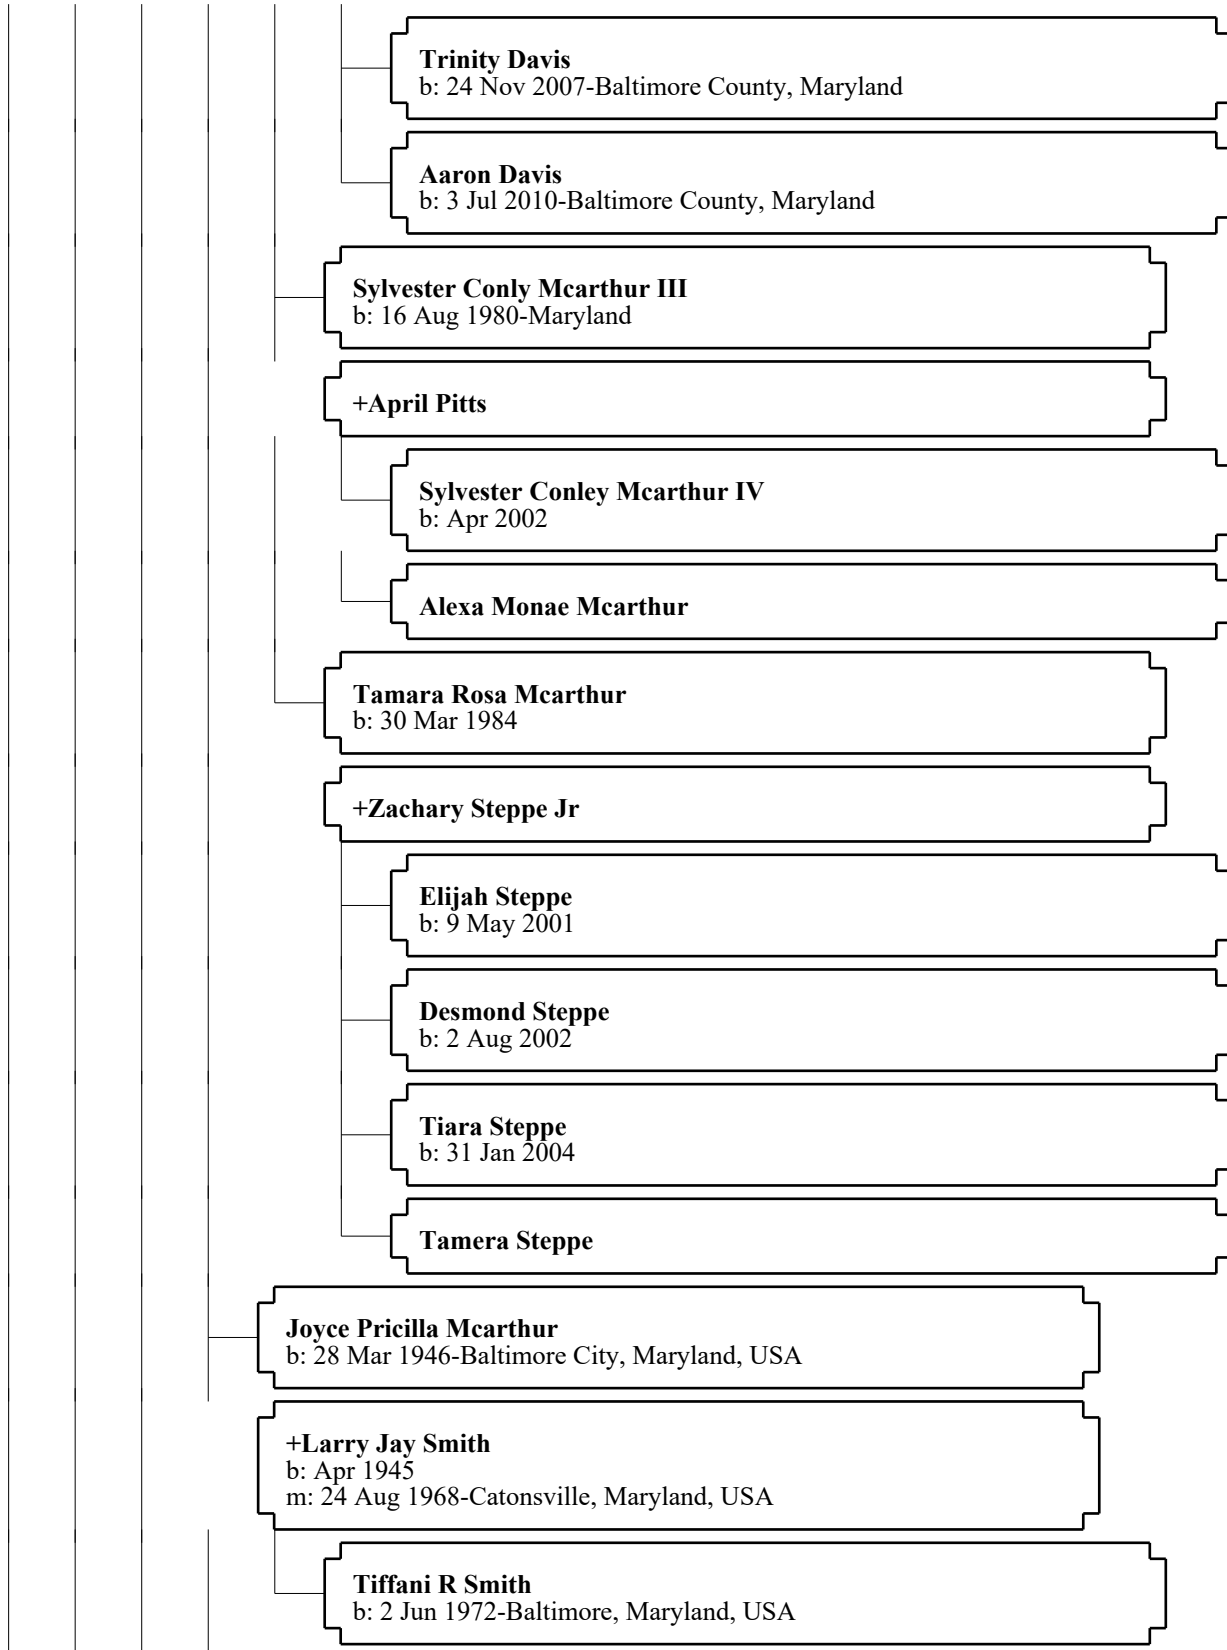 Trinity Davis
b: 24 Nov 2007-Baltimore County, Maryland
Aaron Davis
b: 3 Jul 2010-Baltimore County, Maryland
Sylvester Conly Mcarthur III
b: 16 Aug 1980-Maryland
+April Pitts
Sylvester Conley Mcarthur IV
b: Apr 2002
Alexa Monae Mcarthur
Tamara Rosa Mcarthur
b: 30 Mar 1984
+Zachary Steppe Jr
Elijah Steppe
b: 9 May 2001
Desmond Steppe
b: 2 Aug 2002
Tiara Steppe
b: 31 Jan 2004
Tamera Steppe
Joyce Pricilla Mcarthur
b: 28 Mar 1946-Baltimore City, Maryland, USA
+Larry Jay Smith
b: Apr 1945
m: 24 Aug 1968-Catonsville, Maryland, USA
Tiffani R Smith
b: 2 Jun 1972-Baltimore, Maryland, USA